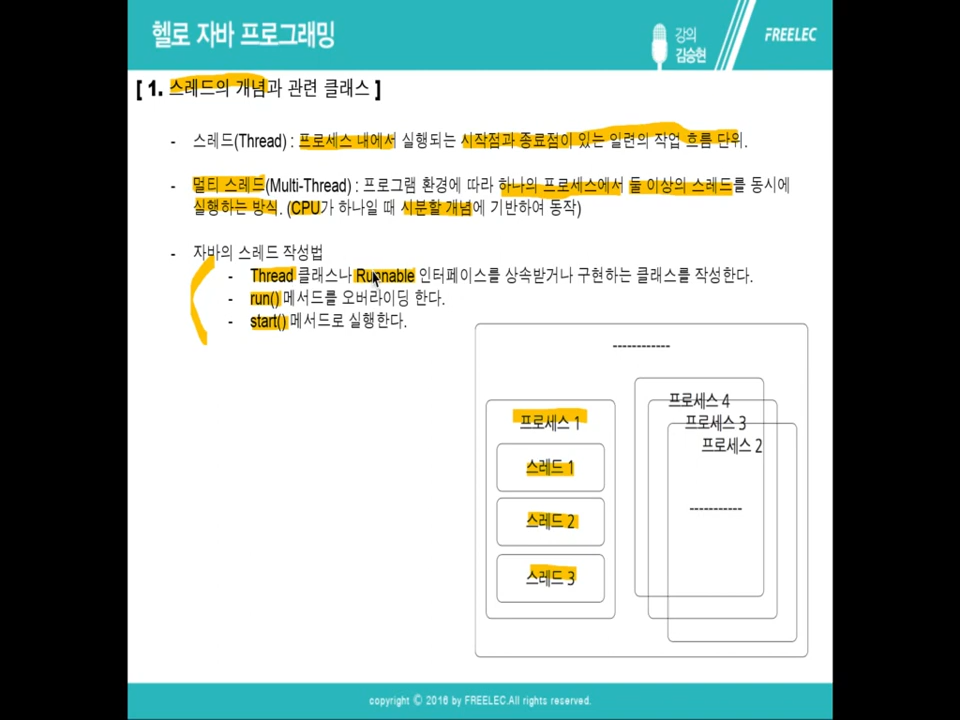 헬로 자바 프로그래밍
강의
김승현
FREELEC
[ 1. 스레드의 개념과 관련 클래스 ]
- 스레드(Thread) : 프로세스 내에서 실행되는 시작점과 종료점이 있는 일련의 작업 흐름 단위.
- 멀티 스레드(Multi-Thread) : 프로그램 환경에 따라 하나의 프로세스에서 둘 이상의 스레드를 동시에
실행하는 방식. (CPU가 하나일 때 시분할 개념에 기반하여 동작)
- 자바의 스레드 작성법
- Thread 클래스나 Runnable 인터페이스를 상속받거나 구현하는 클래스를 작성한다.
- run() 메서드를 오버라이딩 한다.
- start() 메서드로 실행한다.
------------
프로세스 1
스레드 1
스레드 2
스레드 3
프로세스 4
프로세스 3
프로세스 2
-----------
copyright © 2016 by FREELEC.All rights reserved.